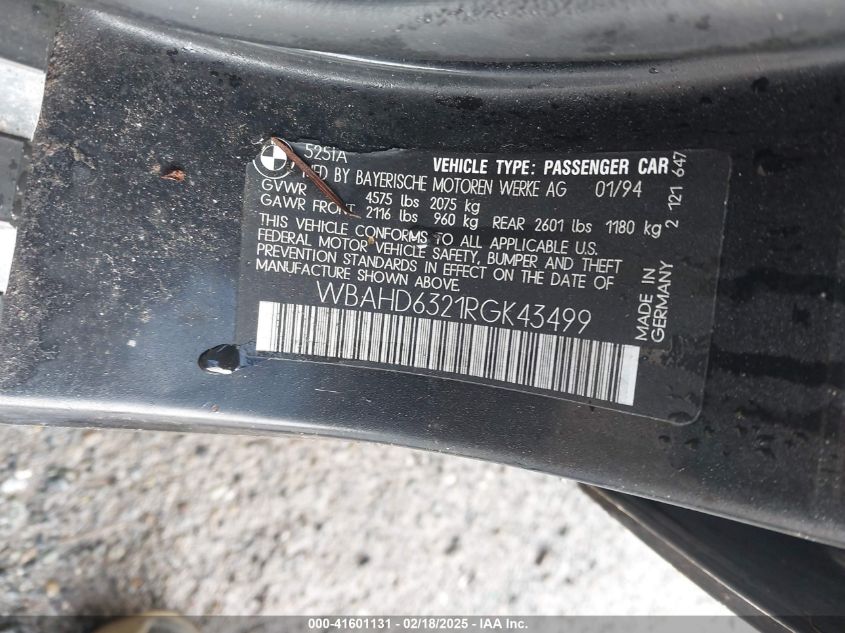 525iA
VEHICLE TYPE: PASSENGER CAR
MFD BY BAYERISCHE MOTOREN WERKE AG 01/94
GVWR 4575 lbs 2075 kg
GAWR FRONT 2116 lbs 960 kg REAR 2601 lbs 1180 kg
THIS VEHICLE CONFORMS TO ALL APPLICABLE U.S.
FEDERAL MOTOR VEHICLE SAFETY, BUMPER AND THEFT
PREVENTION STANDARDS IN EFFECT ON THE DATE OF
MANUFACTURE SHOWN ABOVE.
WBAHD6321RGK43499
2 121 647
MADE IN
GERMANY
000-41601131 - 02/18/2025 - IAA Inc.